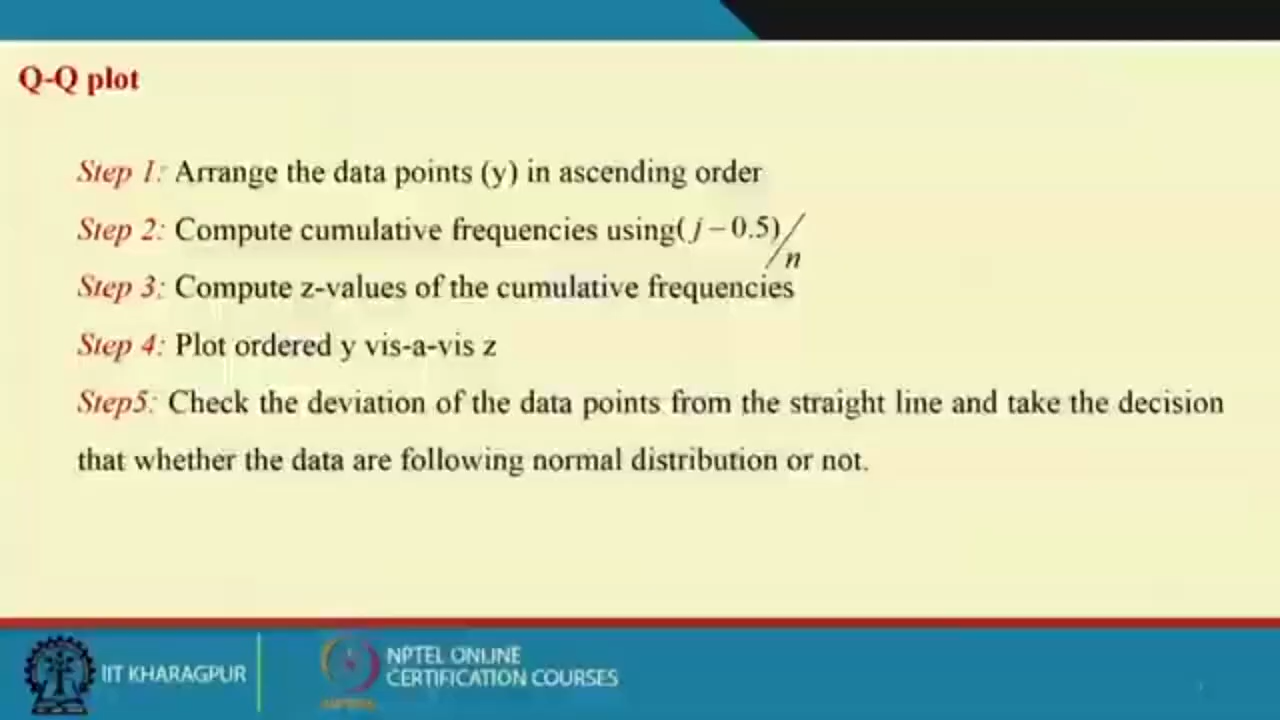 Q-Q plot
Step 1: Arrange the data points (y) in ascending order
Step 2: Compute cumulative frequencies using (j − 0.5)/n
Step 3: Compute z-values of the cumulative frequencies
Step 4: Plot ordered y vis-a-vis z
Step5: Check the deviation of the data points from the straight line and take the decision
that whether the data are following normal distribution or not.
IIT KHARAGPUR
NPTEL ONLINE
CERTIFICATION COURSES